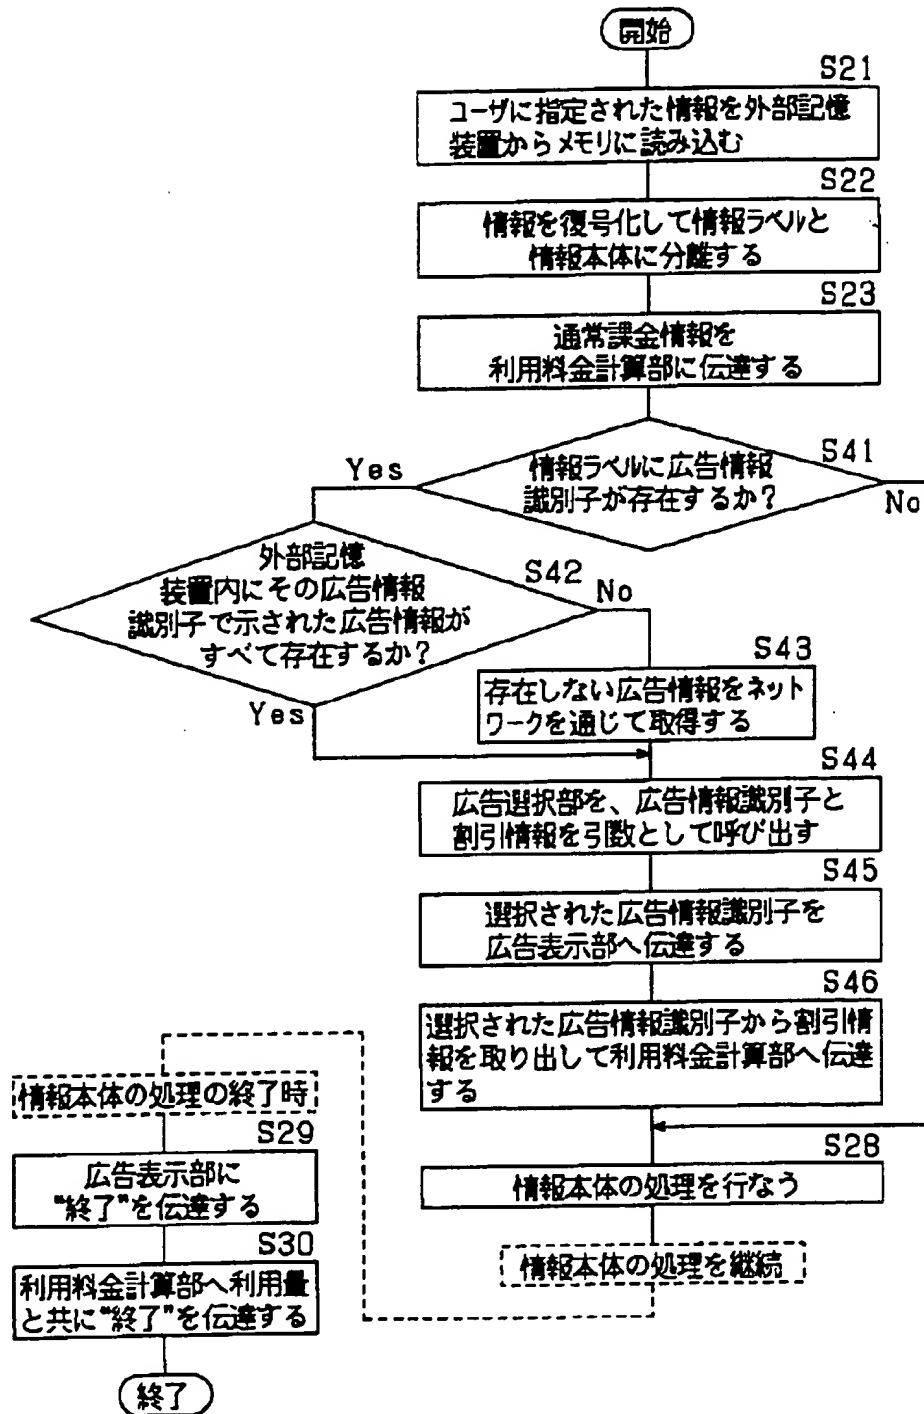 開始
S21
ユーザに指定された情報を外部記憶
装置からメモリに読み込む
S22
情報を復号化して情報ラベルと
情報本体に分離する
S23
通常課金情報を
利用料金計算部に伝達する
S41
情報ラベルに広告情報
識別子が存在するか?
Yes
No
外部記憶
装置内にその広告情報
識別子で示された広告情報が
すべて存在するか?
S42
No
Yes
S43
存在しない広告情報をネット
ワークを通じて取得する
S44
広告選択部を、広告情報識別子と
割引情報を引数として呼び出す
S45
選択された広告情報識別子を
広告表示部へ伝達する
S46
選択された広告情報識別子から割引情
報を取り出して利用料金計算部へ伝達
する
S28
情報本体の処理を行なう
情報本体の処理を継続
情報本体の処理の終了時
S29
広告表示部に
"終了"を伝達する
S30
利用料金計算部へ利用量
と共に"終了"を伝達する
終了